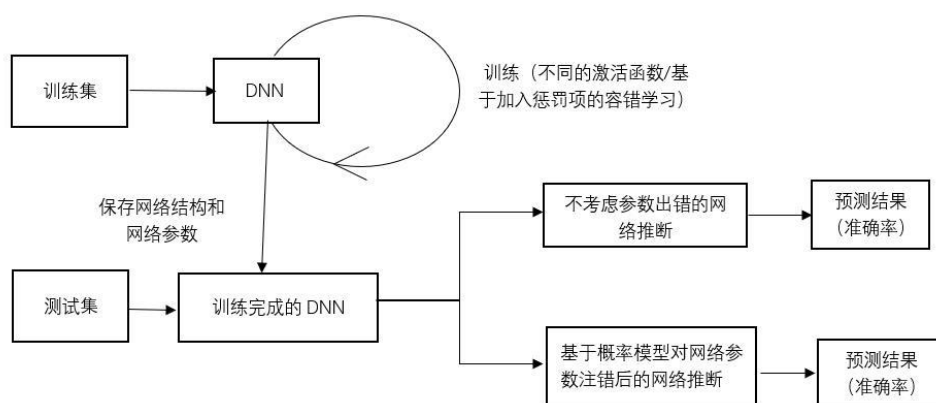 训练集
DNN
训练（不同的激活函数/基
于加入惩罚项的容错学习）
保存网络结构和
网络参数
测试集
训练完成的 DNN
不考虑参数出错的网
络推断
预测结果
（准确率）
基于概率模型对网络参
数注错后的网络推断
预测结果
（准确率）